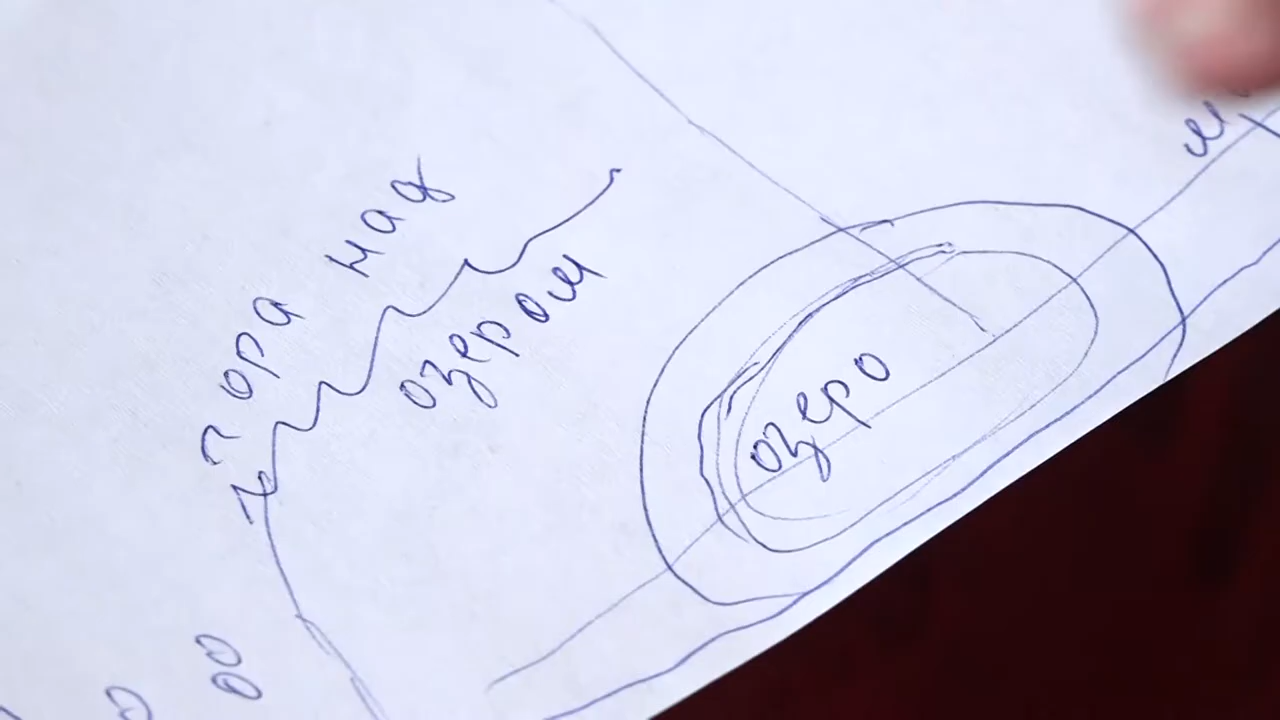 гора над
озером
озеро